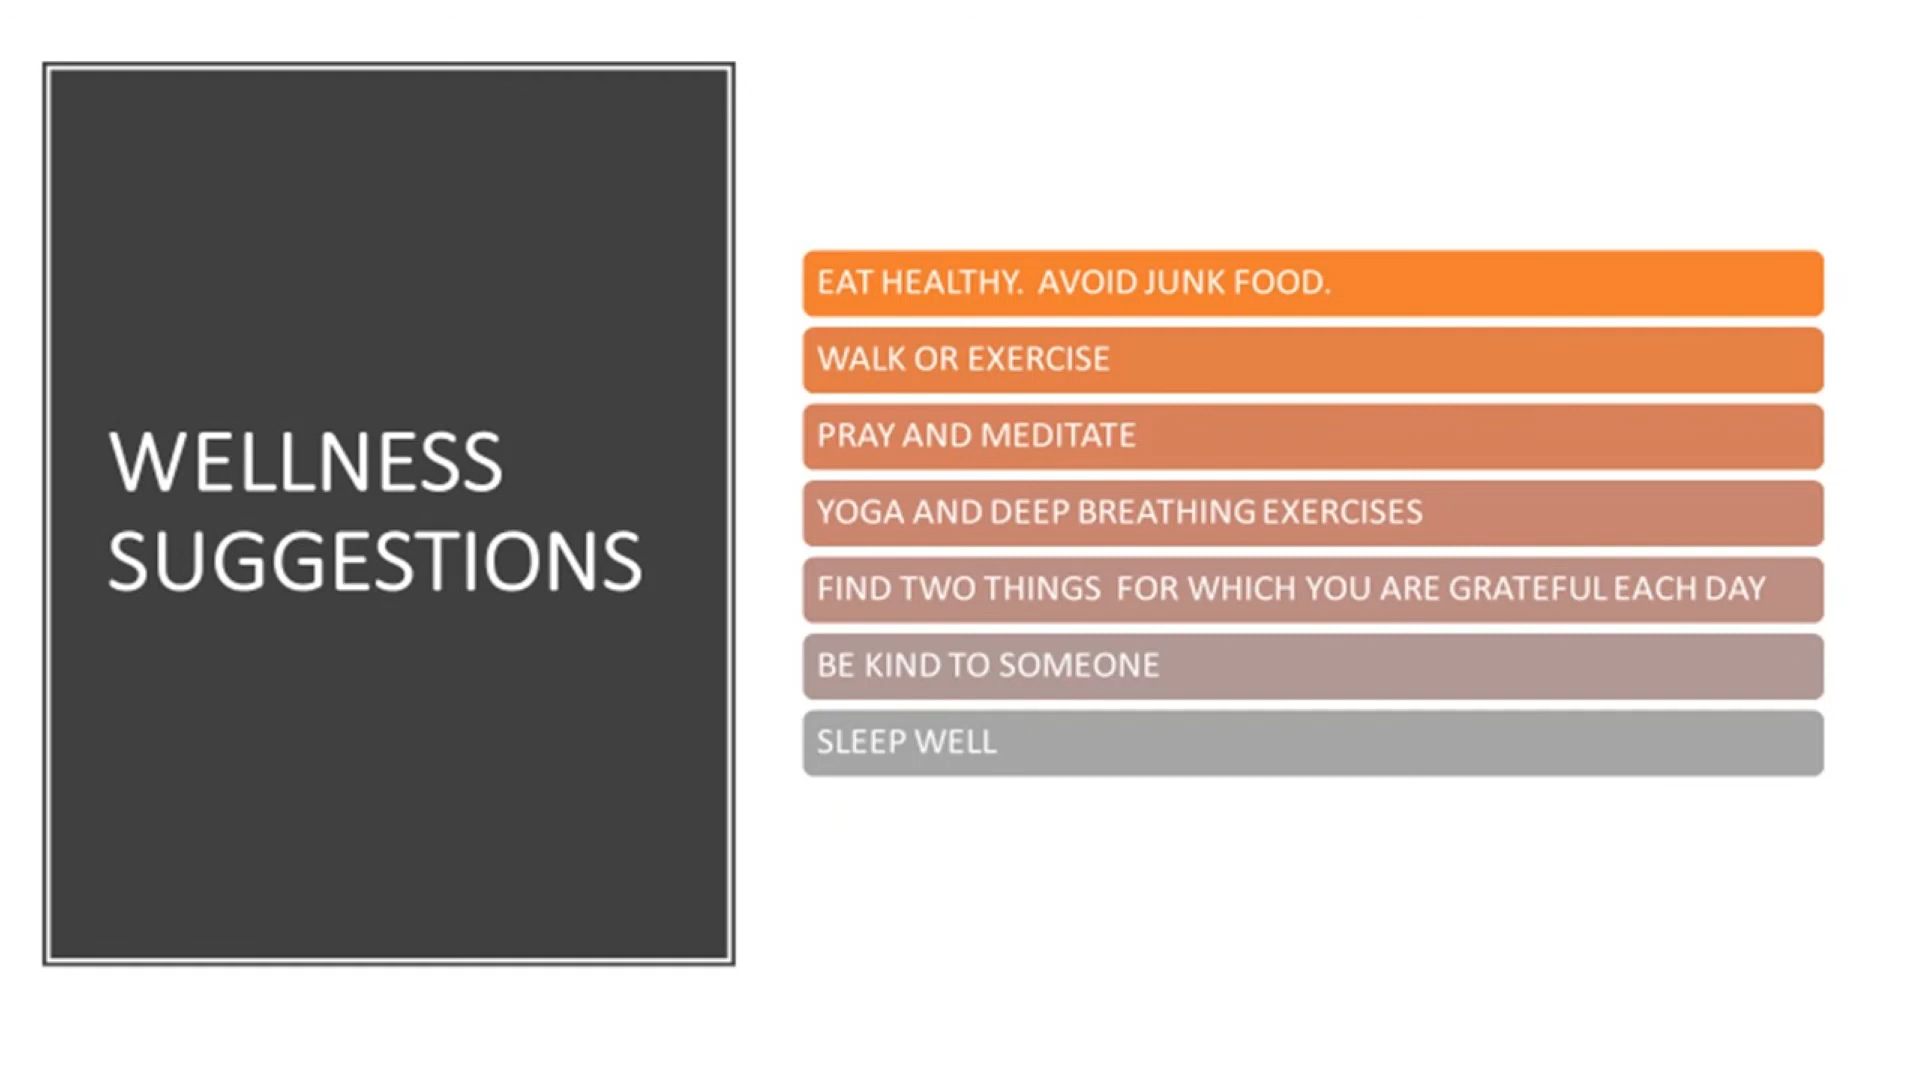 WELLNESS
SUGGESTIONS
EAT HEALTHY.  AVOID JUNK FOOD.
WALK OR EXERCISE
PRAY AND MEDITATE
YOGA AND DEEP BREATHING EXERCISES
FIND TWO THINGS  FOR WHICH YOU ARE GRATEFUL EACH DAY
BE KIND TO SOMEONE
SLEEP WELL